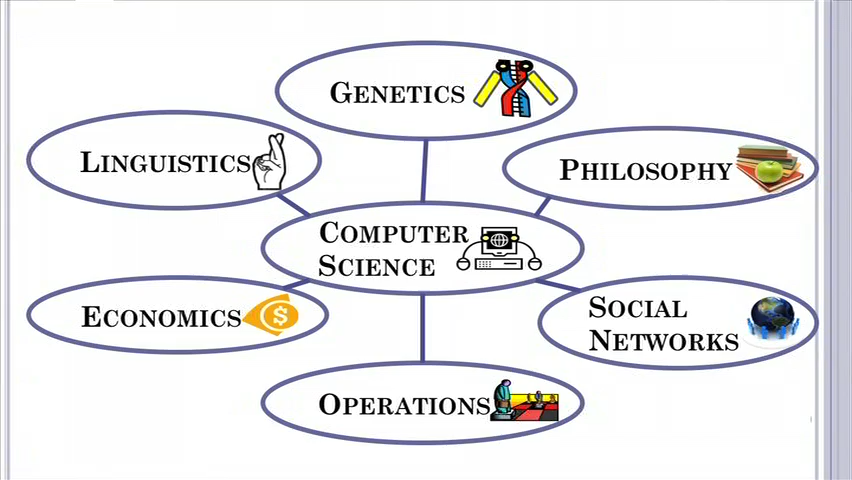 GENETICS
LINGUISTICS
PHILOSOPHY
COMPUTER
SCIENCE
ECONOMICS
SOCIAL
NETWORKS
OPERATIONS